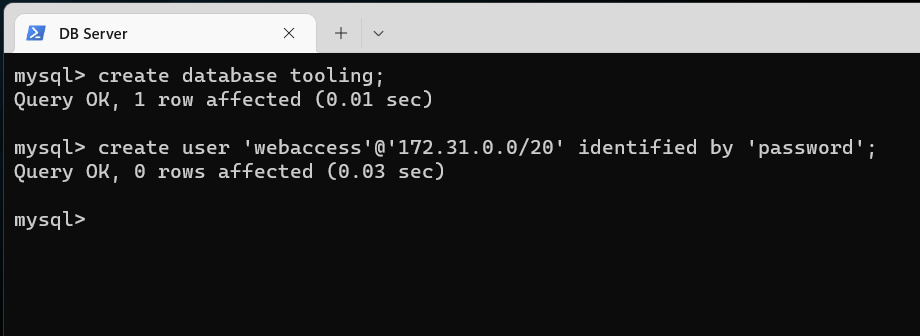 DB Server
mysql> create database tooling;
Query OK, 1 row affected (0.01 sec)
mysql> create user 'webaccess'@'172.31.0.0/20' identified by 'password';
Query OK, 0 rows affected (0.03 sec)
mysql>